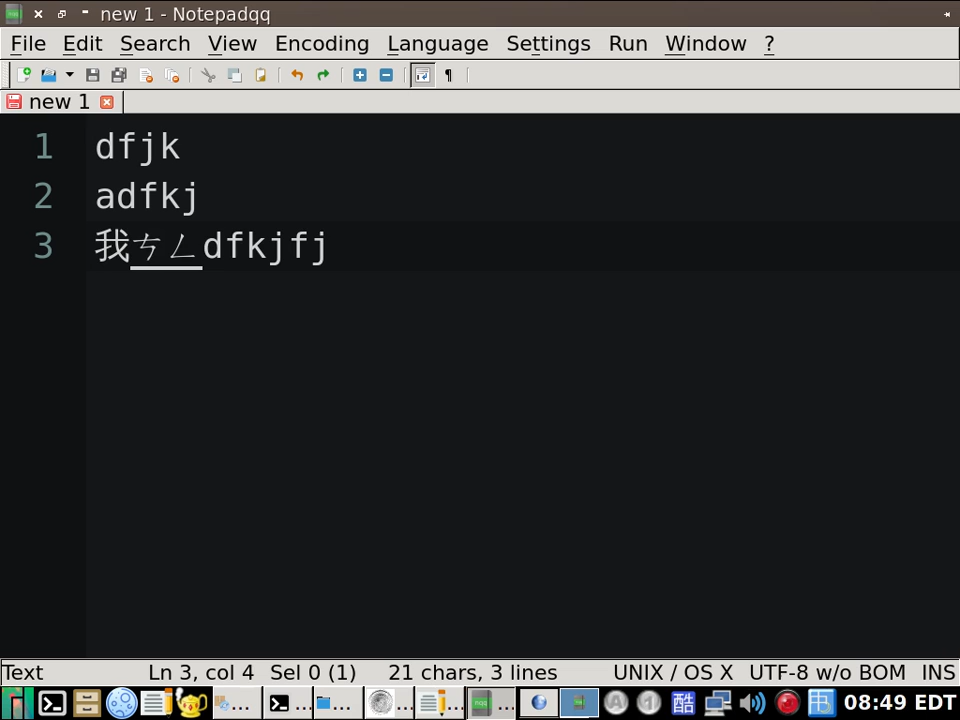 new 1 - Notepadqq
File Edit Search View Encoding Language Settings Run Window ?
new 1
1 dfjk
2 adfkj
3 我ㄘㄥdfkjfj
Text Ln 3, col 4 Sel 0 (1) 21 chars, 3 lines UNIX / OS X UTF-8 w/o BOM INS
... ... ... ... ... ... 酷 08:49 EDT